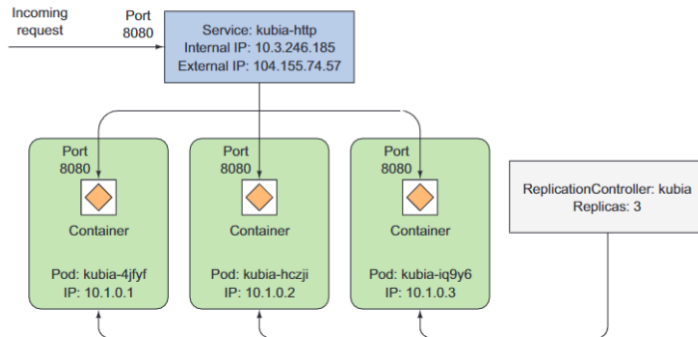 Incoming
request
Port
8080
Service: kubia-http
Internal IP: 10.3.246.185
External IP: 104.155.74.57
Port
8080
Container
Pod: kubia-4jfyf
IP: 10.1.0.1
Port
8080
Container
Pod: kubia-hczji
IP: 10.1.0.2
Port
8080
Container
Pod: kubia-iq9y6
IP: 10.1.0.3
ReplicationController: kubia
Replicas: 3